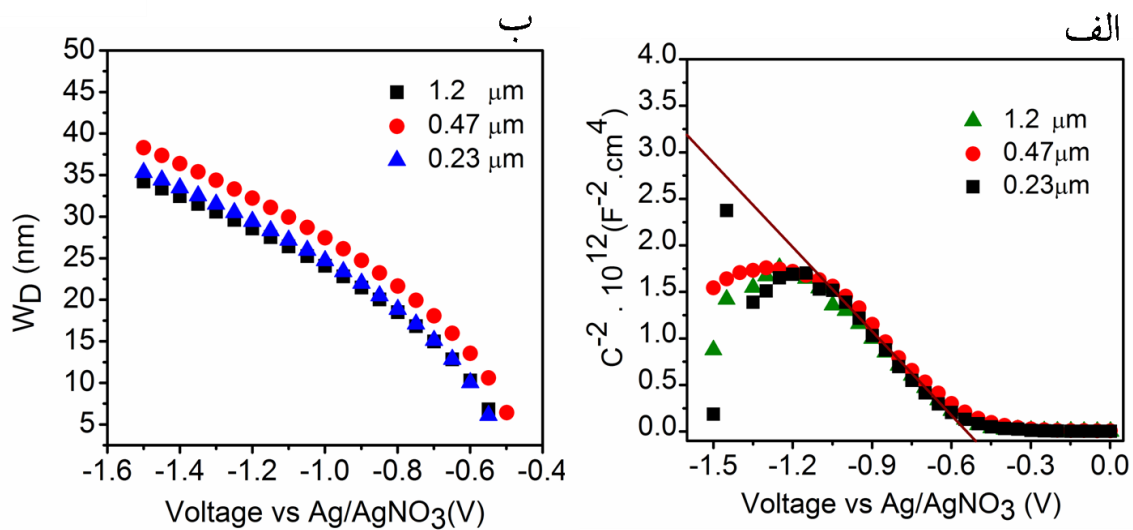 الف
C⁻² . 10¹²(F⁻².cm⁴)
4.0
3.5
3.0
2.5
2.0
1.5
1.0
0.5
0.0
1.2 μm
0.47μm
0.23μm
-1.5 -1.2 -0.9 -0.6 -0.3 0.0
Voltage vs Ag/AgNO₃ (V)
ب
W_D (nm)
50
45
40
35
30
25
20
15
10
5
1.2 μm
0.47 μm
0.23 μm
-1.6 -1.4 -1.2 -1.0 -0.8 -0.6 -0.4
Voltage vs Ag/AgNO₃(V)